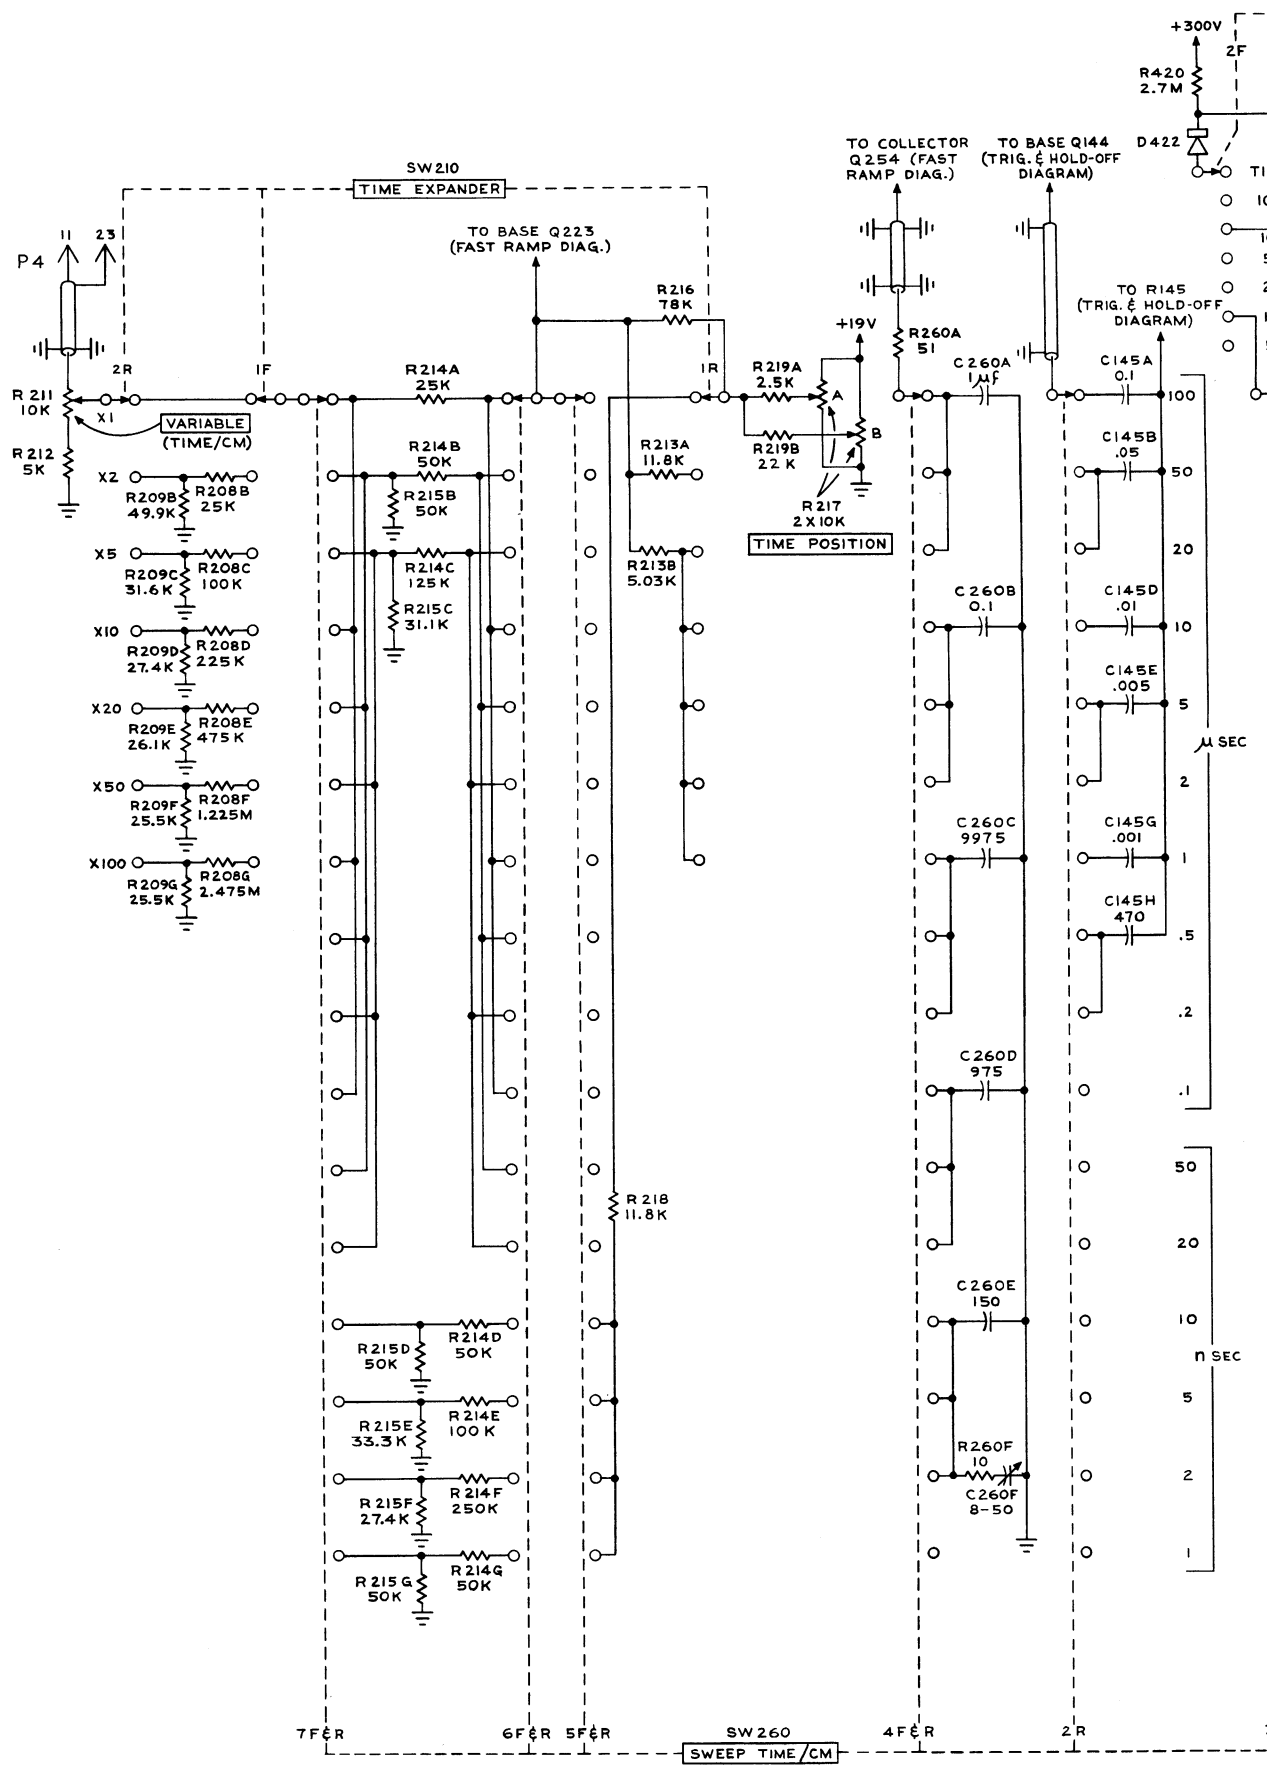 +300V
2F
R420
2.7M
D422
TO COLLECTOR
Q254 (FAST
RAMP DIAG.)
TO BASE Q144
(TRIG. & HOLD-OFF
DIAGRAM)
SW210
TIME EXPANDER
TO BASE Q223
(FAST RAMP DIAG.)
11
23
P4
R216
78K
+19V
R260A
51
TO R145
(TRIG. & HOLD-OFF
DIAGRAM)
2R
1F
R214A
25K
1R
R219A
2.5K
C260A
1 μf
C145A
0.1
R211
10K
X1
VARIABLE
(TIME/CM)
A
B
100
R212
5K
R214B
50K
R213A
11.8K
R219B
22K
C145B
.05
X2
R209B
49.9K
R208B
25K
R215B
50K
50
R217
2X10K
TIME POSITION
X5
R209C
31.6K
R208C
100K
R214C
125K
R213B
5.03K
20
R215C
31.1K
C260B
0.1
C145D
.01
X10
R209D
27.4K
R208D
225K
10
C145E
.005
X20
R209E
26.1K
R208E
475K
5
μ SEC
X50
R209F
25.5K
R208F
1.225M
2
C260C
9975
C145G
.001
X100
R209G
25.5K
R208G
2.475M
1
C145H
470
.5
.2
C260D
975
.1
50
R218
11.8K
20
C260E
150
R215D
50K
R214D
50K
10
n SEC
R215E
33.3K
R214E
100K
5
R260F
10
R215F
27.4K
R214F
250K
C260F
8-50
2
R215G
50K
R214G
50K
1
7F&R
6F&R
5F&R
SW260
SWEEP TIME/CM
4F&R
2R